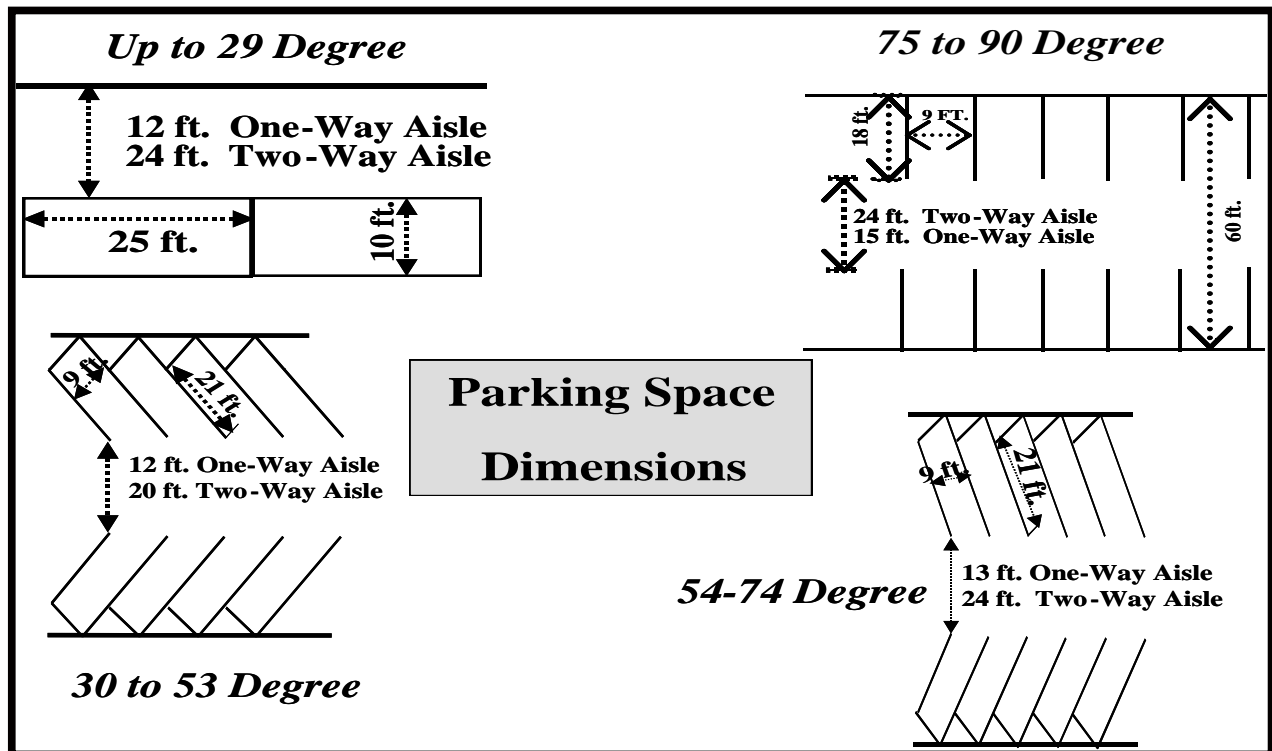 Up to 29 Degree
12 ft. One-Way Aisle
24 ft. Two-Way Aisle
25 ft.
10 ft.
75 to 90 Degree
18 ft.
9 FT.
24 ft. Two-Way Aisle
15 ft. One-Way Aisle
60 ft.
9 ft.
21 ft.
12 ft. One-Way Aisle
20 ft. Two-Way Aisle
30 to 53 Degree
Parking Space
Dimensions
9 ft.
21 ft.
54-74 Degree
13 ft. One-Way Aisle
24 ft. Two-Way Aisle